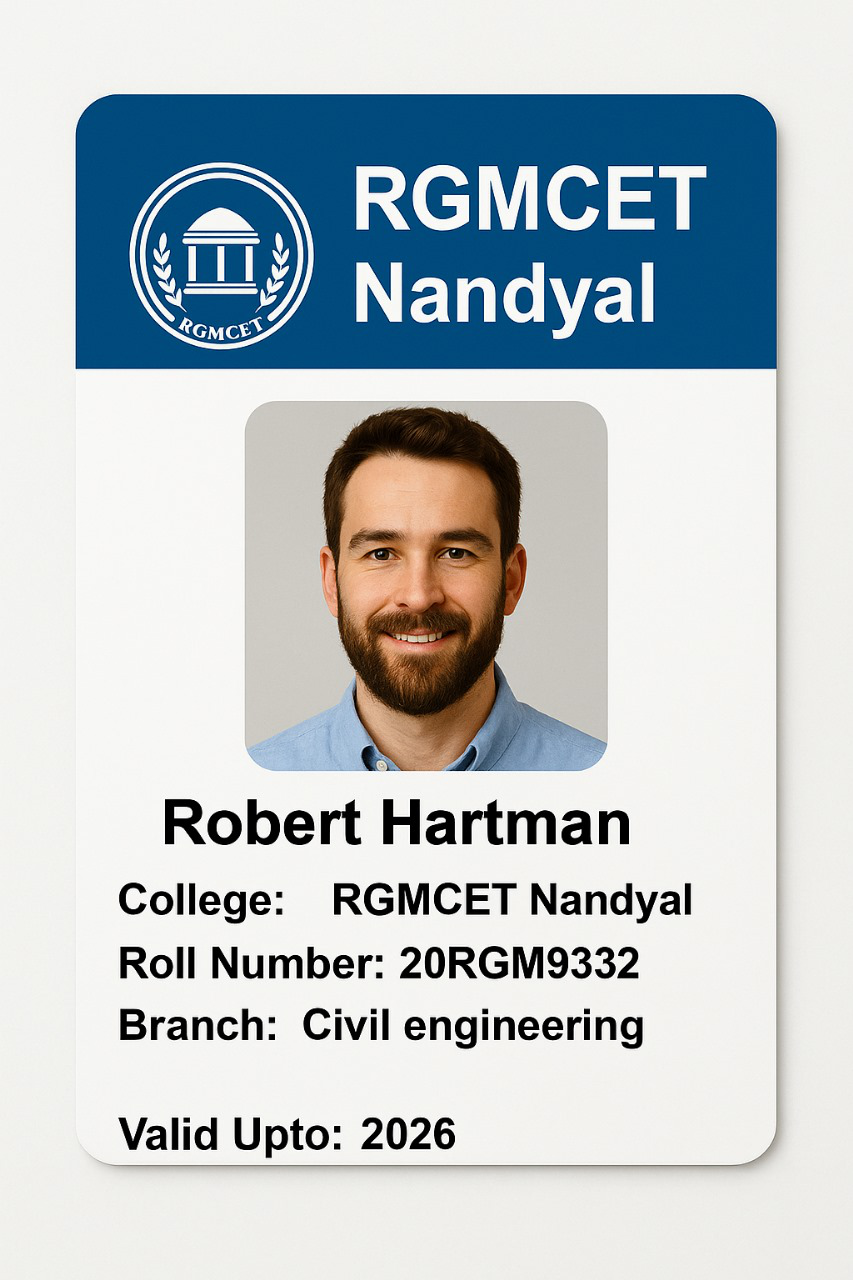 RGMCET
Nandyal
RGMCET
Robert Hartman
College: RGMCET Nandyal
Roll Number: 20RGM9332
Branch: Civil engineering
Valid Upto: 2026